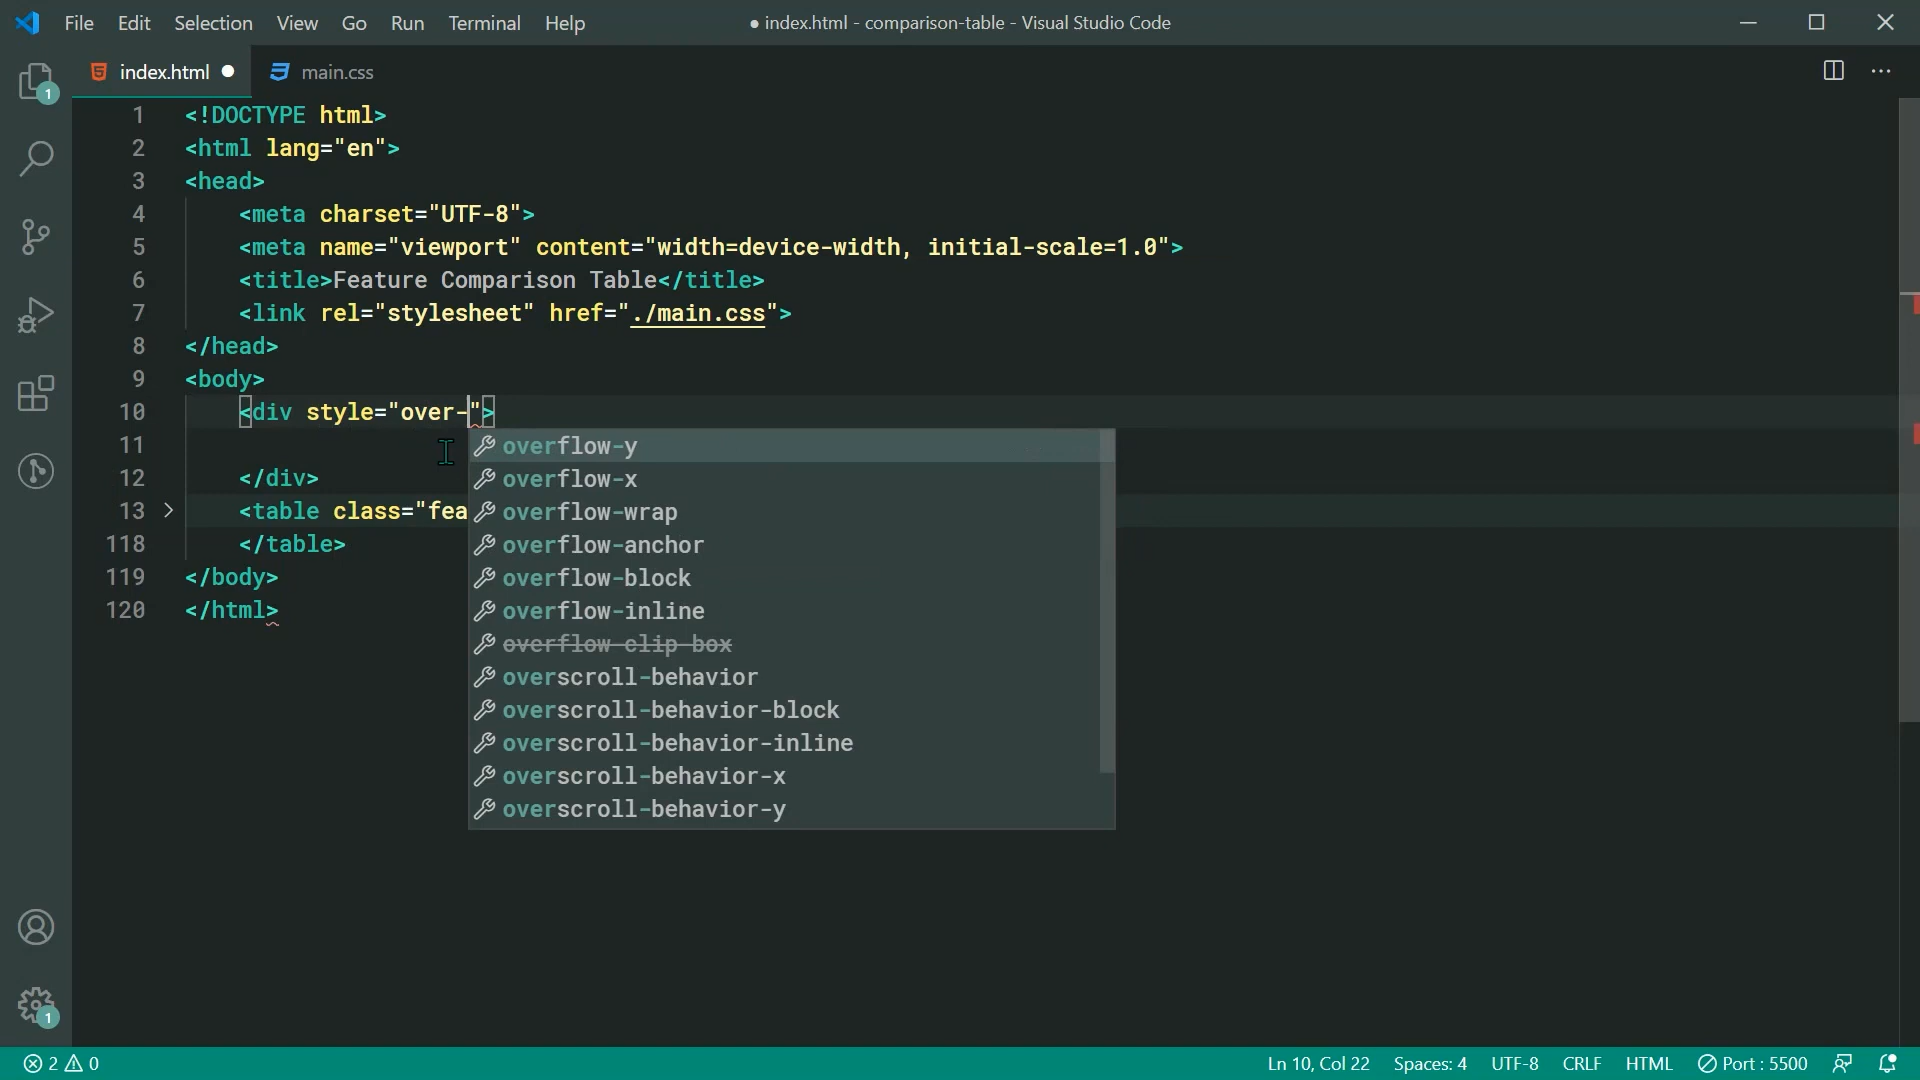 File Edit Selection View Go Run Terminal Help
● index.html - comparison-table - Visual Studio Code
index.html ● main.css
1
1 <!DOCTYPE html>
2 <html lang="en">
3 <head>
4 <meta charset="UTF-8">
5 <meta name="viewport" content="width=device-width, initial-scale=1.0">
6 <title>Feature Comparison Table</title>
7 <link rel="stylesheet" href="./main.css">
8 </head>
9 <body>
10 <div style="over-">
11
12 </div>
13 <table class="fea
118 </table>
119 </body>
120 </html>
overflow-y
overflow-x
overflow-wrap
overflow-anchor
overflow-block
overflow-inline
overflow-clip-box
overscroll-behavior
overscroll-behavior-block
overscroll-behavior-inline
overscroll-behavior-x
overscroll-behavior-y
1
2 0 Ln 10, Col 22 Spaces: 4 UTF-8 CRLF HTML Port : 5500